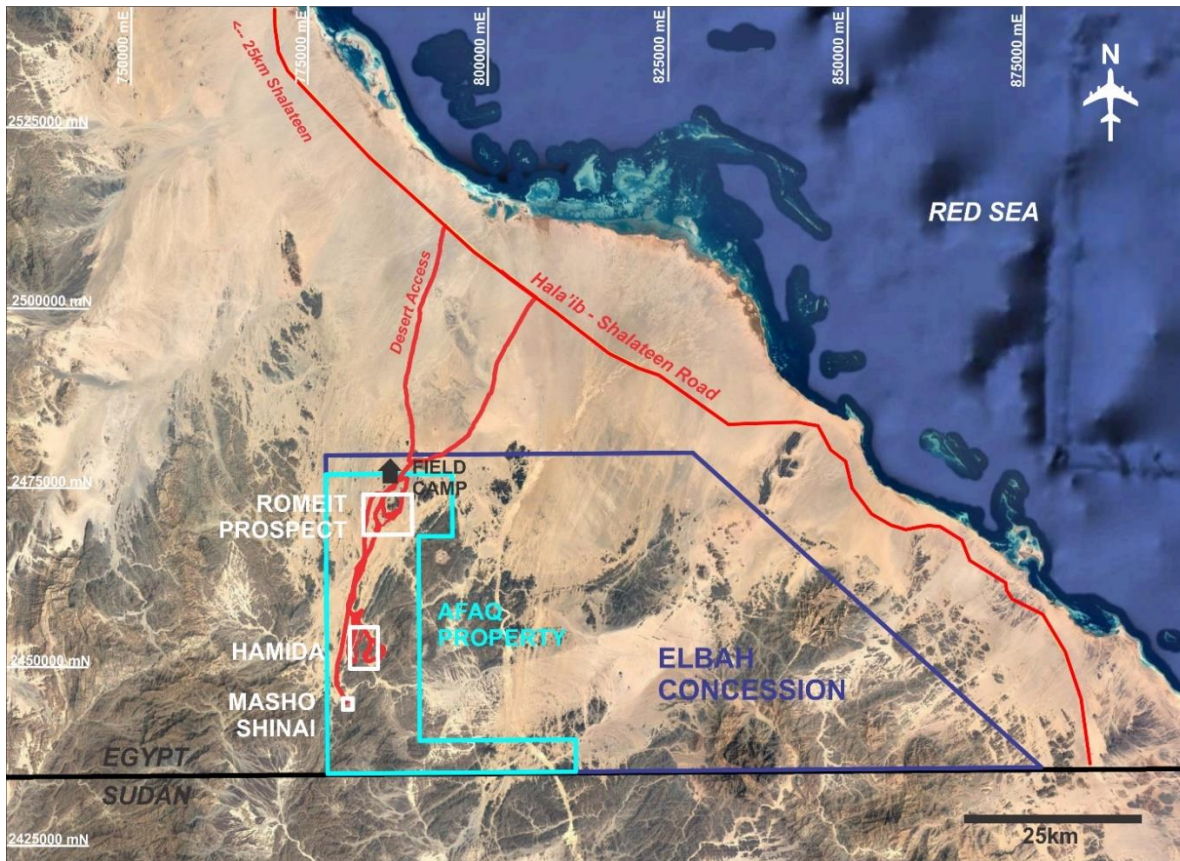 750000 mE
775000 mE
800000 mE
825000 mE
850000 mE
875000 mE
<-- 25km Shalateen
N
2525000 mN
RED SEA
Desert Access
2500000 mN
Hala'ib - Shalateen Road
FIELD
CAMP
2475000 mN
ROMEIT
PROSPECT
AFAQ
PROPERTY
HAMIDA
2450000 mN
ELBAH
CONCESSION
MASHO
SHINAI
EGYPT
SUDAN
2425000 mN
25km